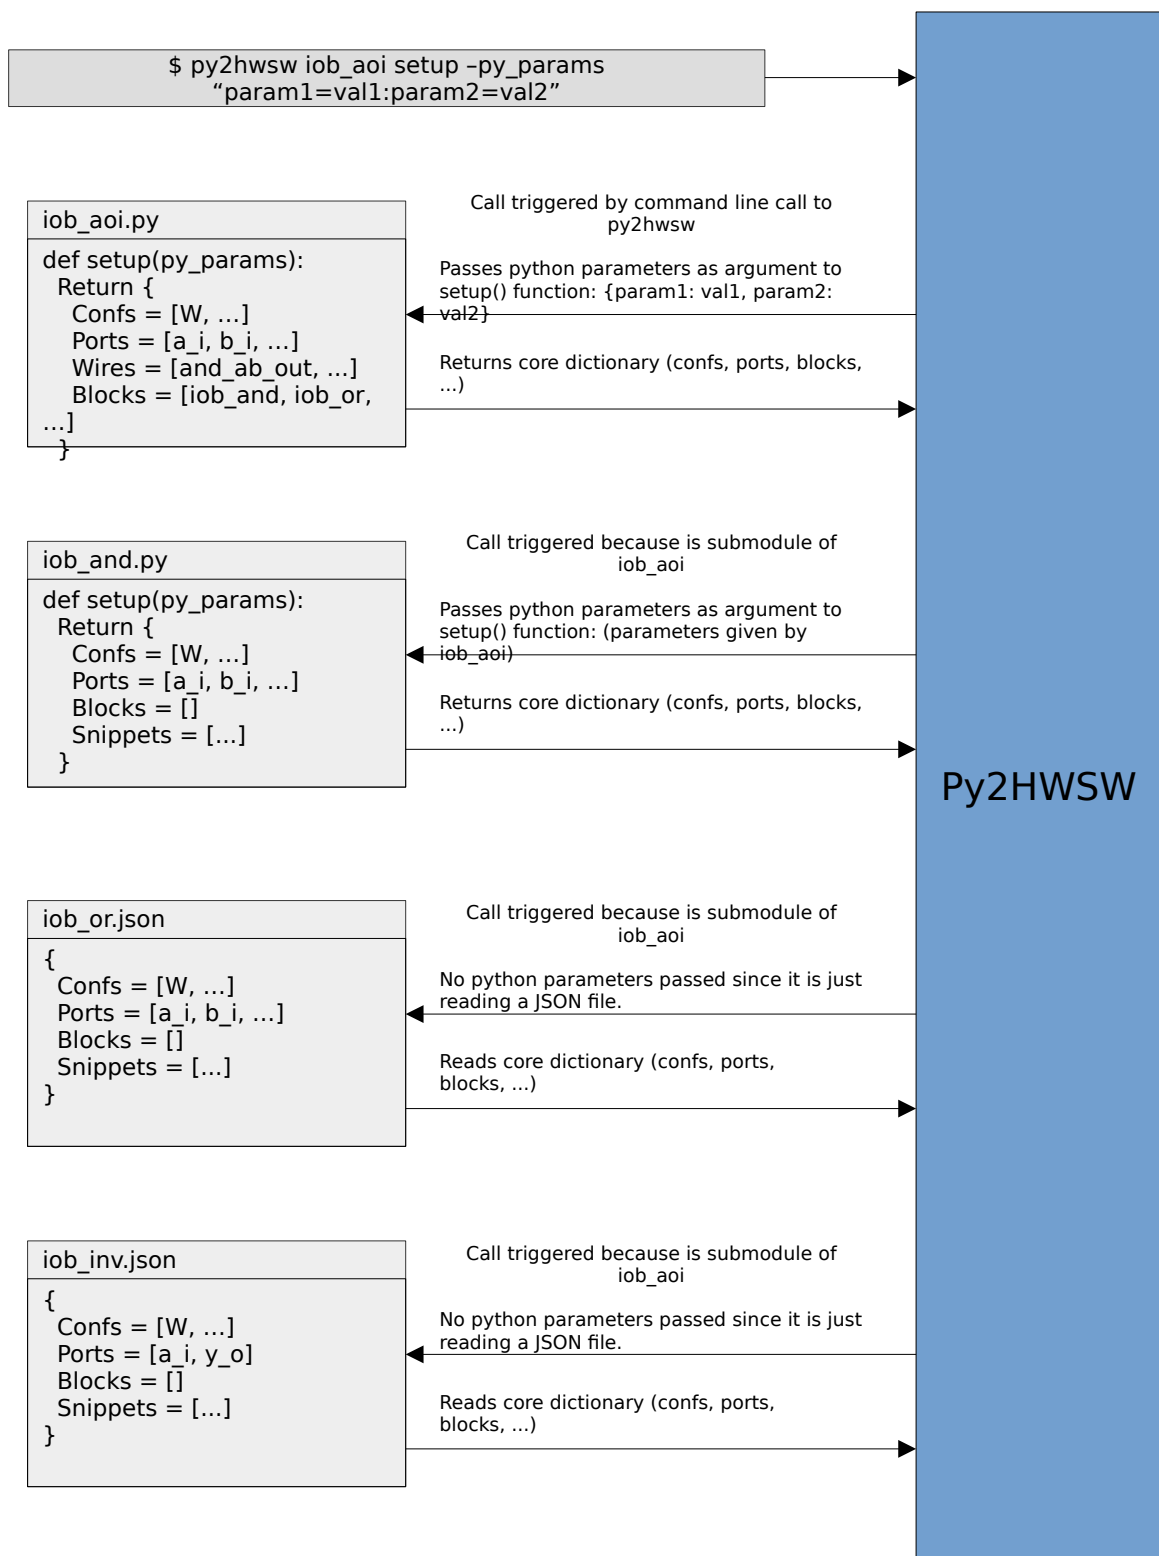 $ py2hwsw iob_aoi setup –py_params
“param1=val1:param2=val2”
iob_aoi.py
def setup(py_params):
Return {
Confs = [W, ...]
Ports = [a_i, b_i, ...]
Wires = [and_ab_out, ...]
Blocks = [iob_and, iob_or,
...]
}
Call triggered by command line call to
py2hwsw
Passes python parameters as argument to
setup() function: {param1: val1, param2:
val2}
Returns core dictionary (confs, ports, blocks,
...)
iob_and.py
def setup(py_params):
Return {
Confs = [W, ...]
Ports = [a_i, b_i, ...]
Blocks = []
Snippets = [...]
}
Call triggered because is submodule of
iob_aoi
Passes python parameters as argument to
setup() function: (parameters given by
iob_aoi)
Returns core dictionary (confs, ports, blocks,
...)
Py2HWSW
iob_or.json
{
Confs = [W, ...]
Ports = [a_i, b_i, ...]
Blocks = []
Snippets = [...]
}
Call triggered because is submodule of
iob_aoi
No python parameters passed since it is just
reading a JSON file.
Reads core dictionary (confs, ports,
blocks, ...)
iob_inv.json
{
Confs = [W, ...]
Ports = [a_i, y_o]
Blocks = []
Snippets = [...]
}
Call triggered because is submodule of
iob_aoi
No python parameters passed since it is just
reading a JSON file.
Reads core dictionary (confs, ports,
blocks, ...)